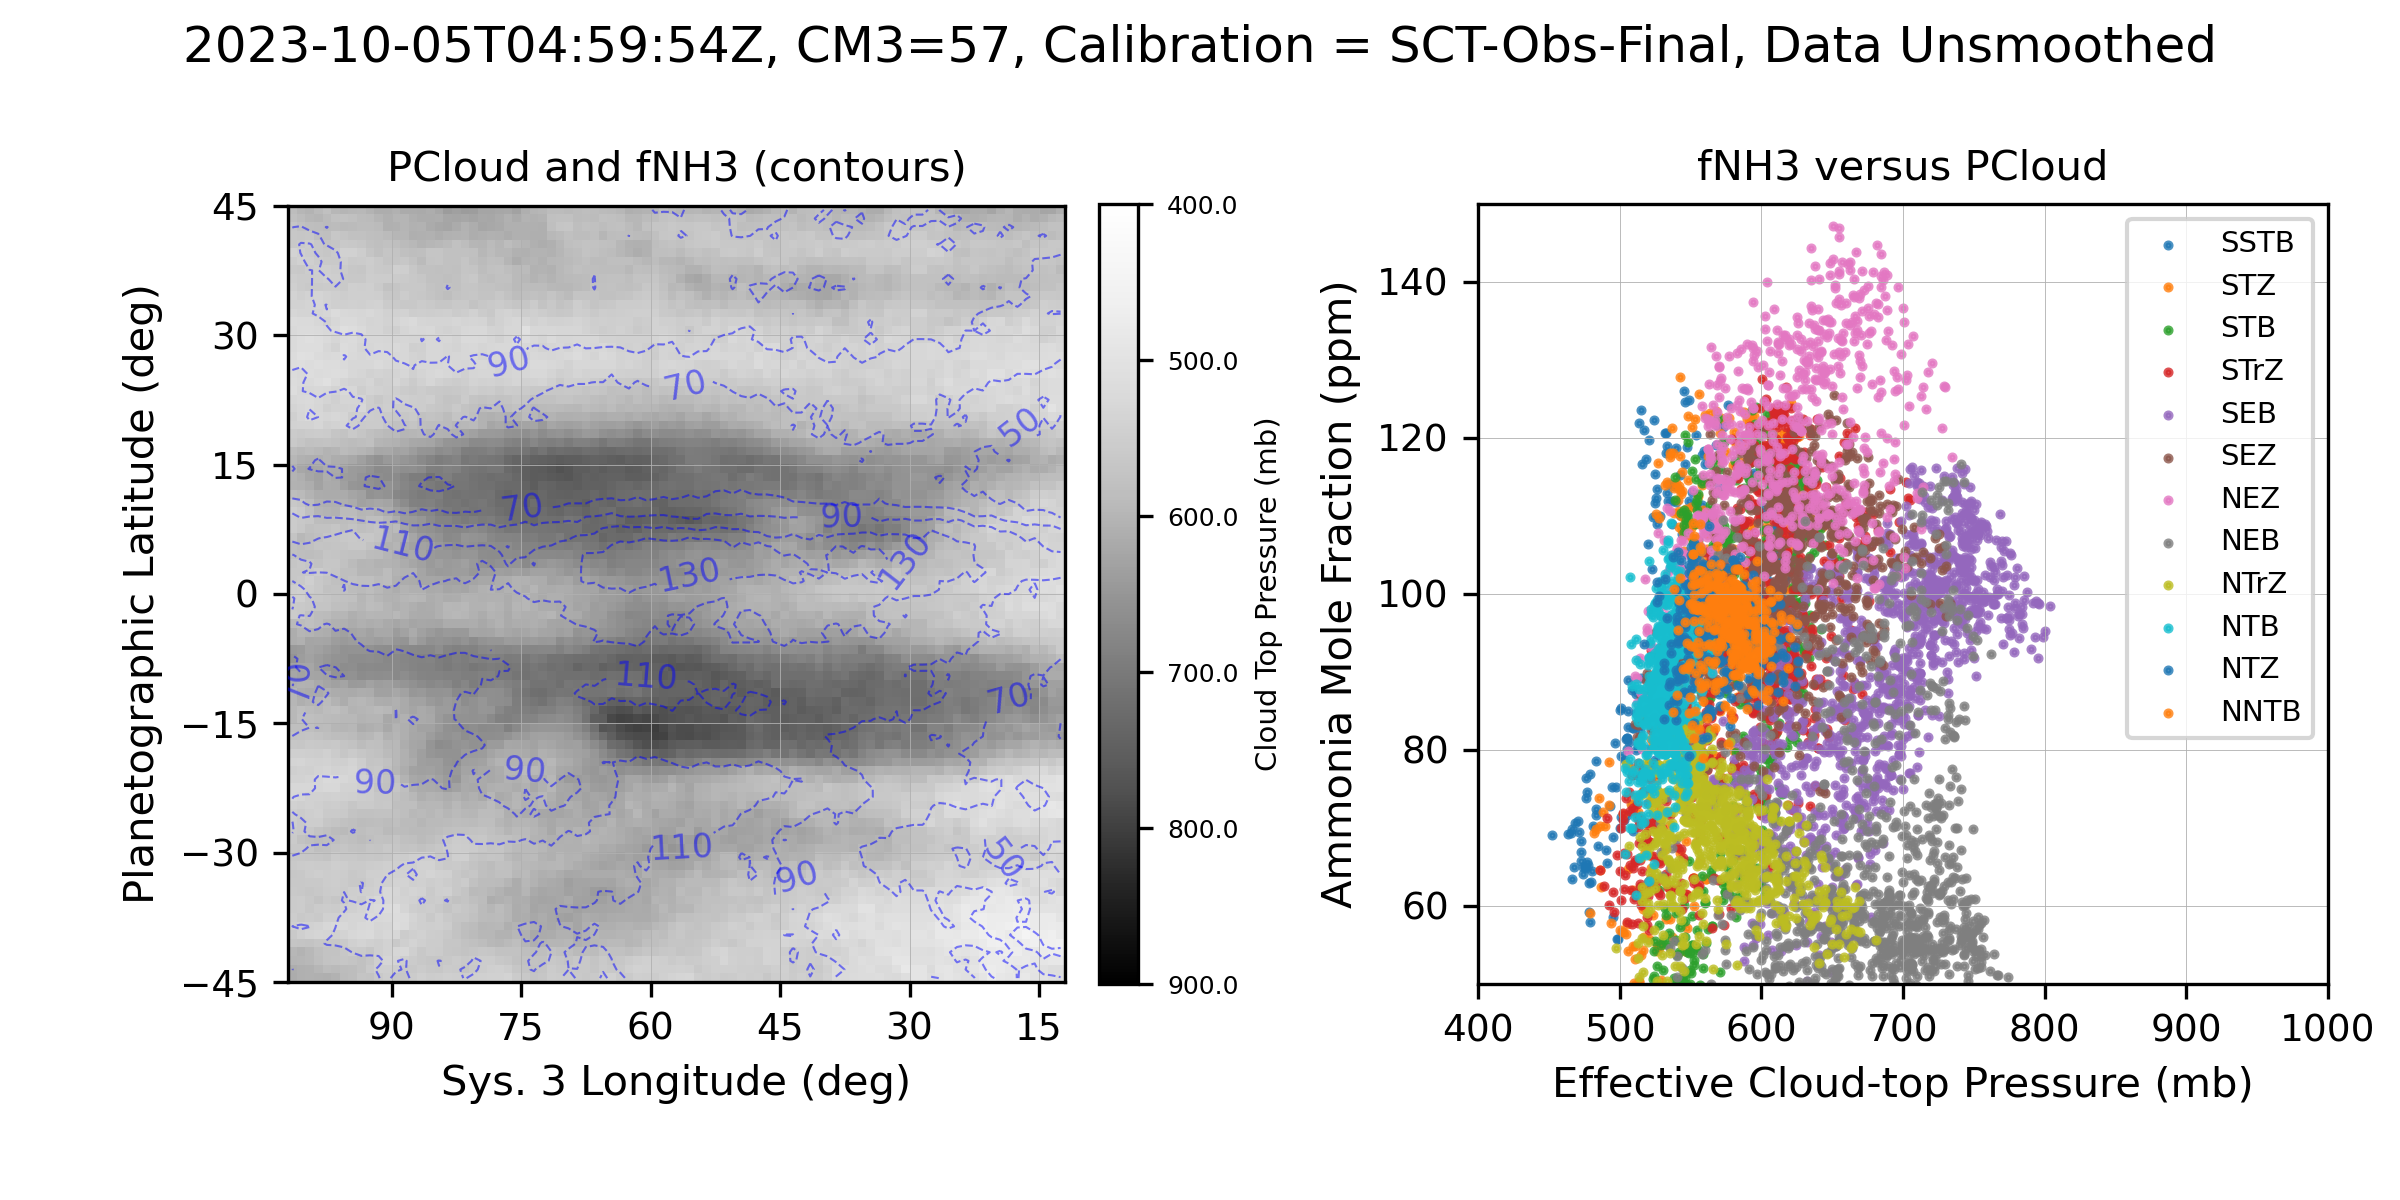 2023-10-05T04:59:54Z, CM3=57, Calibration = SCT-Obs-Final, Data Unsmoothed
PCloud and fNH3 (contours)
Planetographic Latitude (deg)
45
30
15
0
−15
−30
−45
90
75
60
45
30
15
Sys. 3 Longitude (deg)
90
70
50
70
90
110
130
130
110
70
70
90
90
110
90
50
400.0
500.0
600.0
700.0
800.0
900.0
Cloud Top Pressure (mb)
fNH3 versus PCloud
Ammonia Mole Fraction (ppm)
140
120
100
80
60
400
500
600
700
800
900
1000
Effective Cloud-top Pressure (mb)
SSTB
STZ
STB
STrZ
SEB
SEZ
NEZ
NEB
NTrZ
NTB
NTZ
NNTB